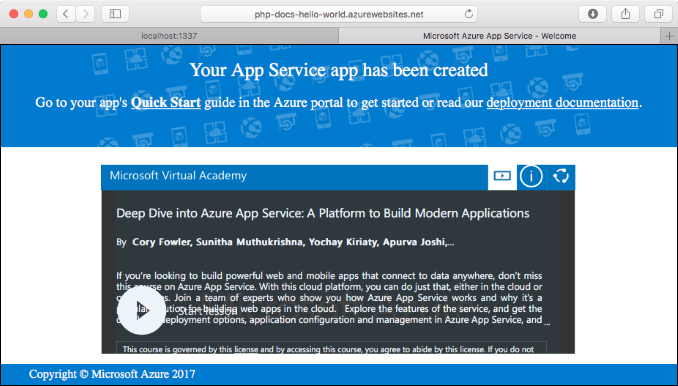 php-docs-hello-world.azurewebsites.net
localhost:1337
Microsoft Azure App Service - Welcome
Your App Service app has been created
Go to your app's Quick Start guide in the Azure portal to get started or read our deployment documentation.
Microsoft Virtual Academy
Deep Dive into Azure App Service: A Platform to Build Modern Applications
By Cory Fowler, Sunitha Muthukrishna, Yochay Kiriaty, Apurva Joshi,...
If you're looking to build powerful web and mobile apps that connect to data anywhere, don't miss
this course on Azure App Service. With this cloud platform, you can do just that, either in the cloud or
Join a team of experts who show you how Azure App Service works and why it's a
for building web apps in the cloud. Explore the features of the service, and get the
deployment options, application configuration and management in Azure App Service, and ...
Start lesson
This course is governed by this license and by accessing this course, you agree to abide by this license. If you do not
Copyright © Microsoft Azure 2017